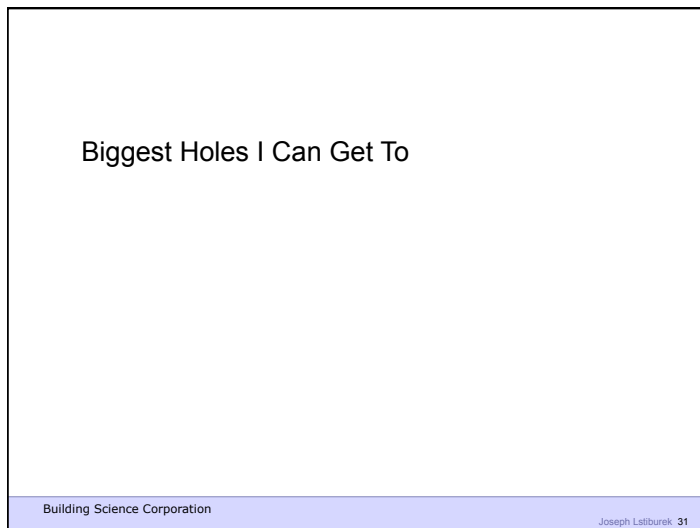 Biggest Holes I Can Get To
Building Science Corporation
Joseph Lstiburek 31